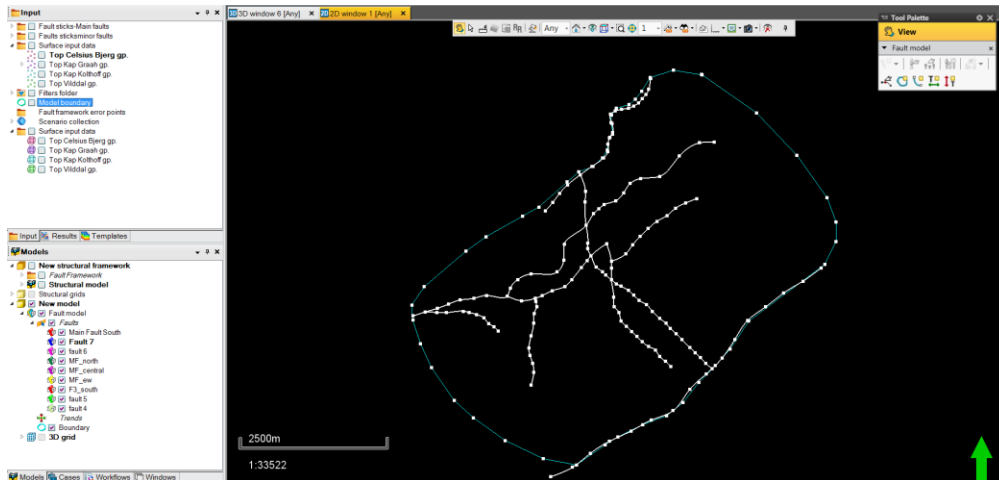 Input
Fault sticks-Main faults
Faults sticksminor faults
Surface input data
Top Celsius Bjerg gp.
Top Kap Graah gp.
Top Kap Kolthoff gp.
Top Vilddal gp.
Filters folder
Model boundary
Fault framework error points
Scenario collection
Surface input data
Top Celsius Bjerg gp.
Top Kap Graah gp.
Top Kap Kolthoff gp.
Top Vilddal gp.
Input Results Templates
Models
New structural framework
Fault Framework
Structural model
Structural grids
New model
Fault model
Faults
Main Fault South
Fault 7
fault 6
MF_north
MF_central
MF_ew
F3_south
fault 5
fault 4
Trends
Boundary
3D grid
Models Cases Workflows Windows
3D 3D window 6 [Any] 2D 2D window 1 [Any]
Any 1
2500m
1:33522
Tool Palette
View
Fault model